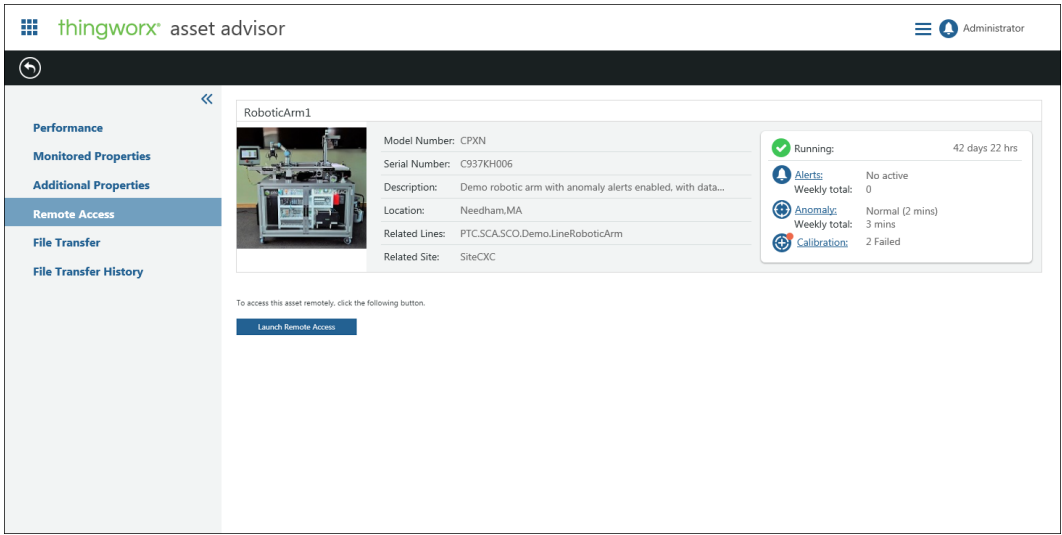 thingworx® asset advisor
Administrator
Performance
Monitored Properties
Additional Properties
Remote Access
File Transfer
File Transfer History
RoboticArm1
Model Number: CPXN
Serial Number: C937KH006
Description: Demo robotic arm with anomaly alerts enabled, with data...
Location: Needham,MA
Related Lines: PTC.SCA.SCO.Demo.LineRoboticArm
Related Site: SiteCXC
Running: 42 days 22 hrs
Alerts: No active
Weekly total: 0
Anomaly: Normal (2 mins)
Weekly total: 3 mins
Calibration: 2 Failed
To access this asset remotely, click the following button.
Launch Remote Access